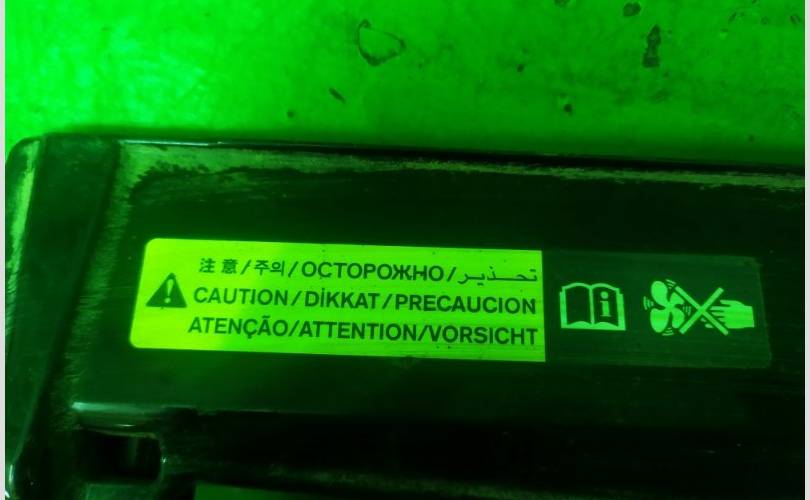 注意/주의/ОСТОРОЖНО/تحذير
CAUTION/DİKKAT/PRECAUCION
ATENÇÃO/ATTENTION/VORSICHT